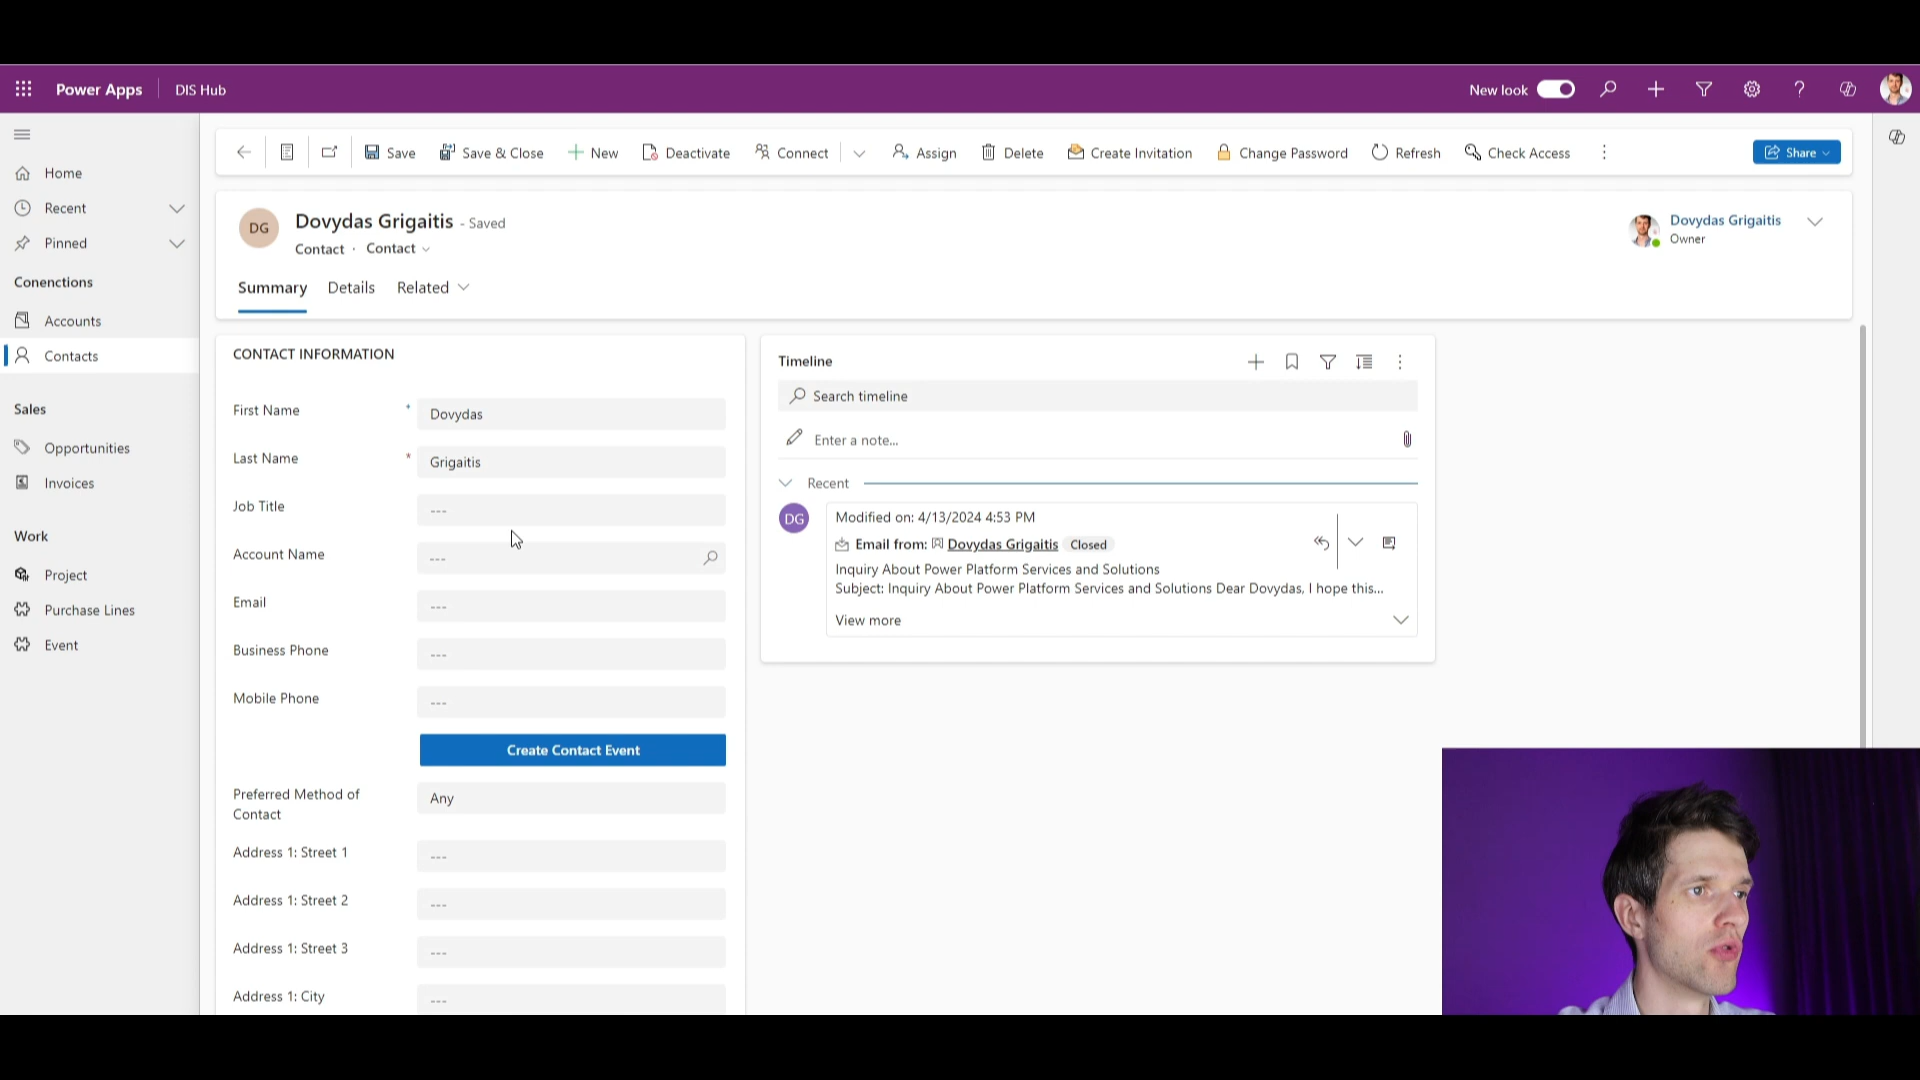 Power Apps DIS Hub New look
Save Save & Close New Deactivate Connect Assign Delete Create Invitation Change Password Refresh Check Access Share
Home
Recent
Pinned
Conenctions
Accounts
Contacts
Sales
Opportunities
Invoices
Work
Project
Purchase Lines
Event
DG
Dovydas Grigaitis - Saved
Contact · Contact
Dovydas Grigaitis
Owner
Summary Details Related
CONTACT INFORMATION
First Name * Dovydas
Last Name * Grigaitis
Job Title ---
Account Name ---
Email ---
Business Phone ---
Mobile Phone ---
Create Contact Event
Preferred Method of Contact Any
Address 1: Street 1 ---
Address 1: Street 2 ---
Address 1: Street 3 ---
Address 1: City ---
Timeline
Search timeline
Enter a note...
Recent
DG
Modified on: 4/13/2024 4:53 PM
Email from: Dovydas Grigaitis Closed
Inquiry About Power Platform Services and Solutions
Subject: Inquiry About Power Platform Services and Solutions Dear Dovydas, I hope this...
View more